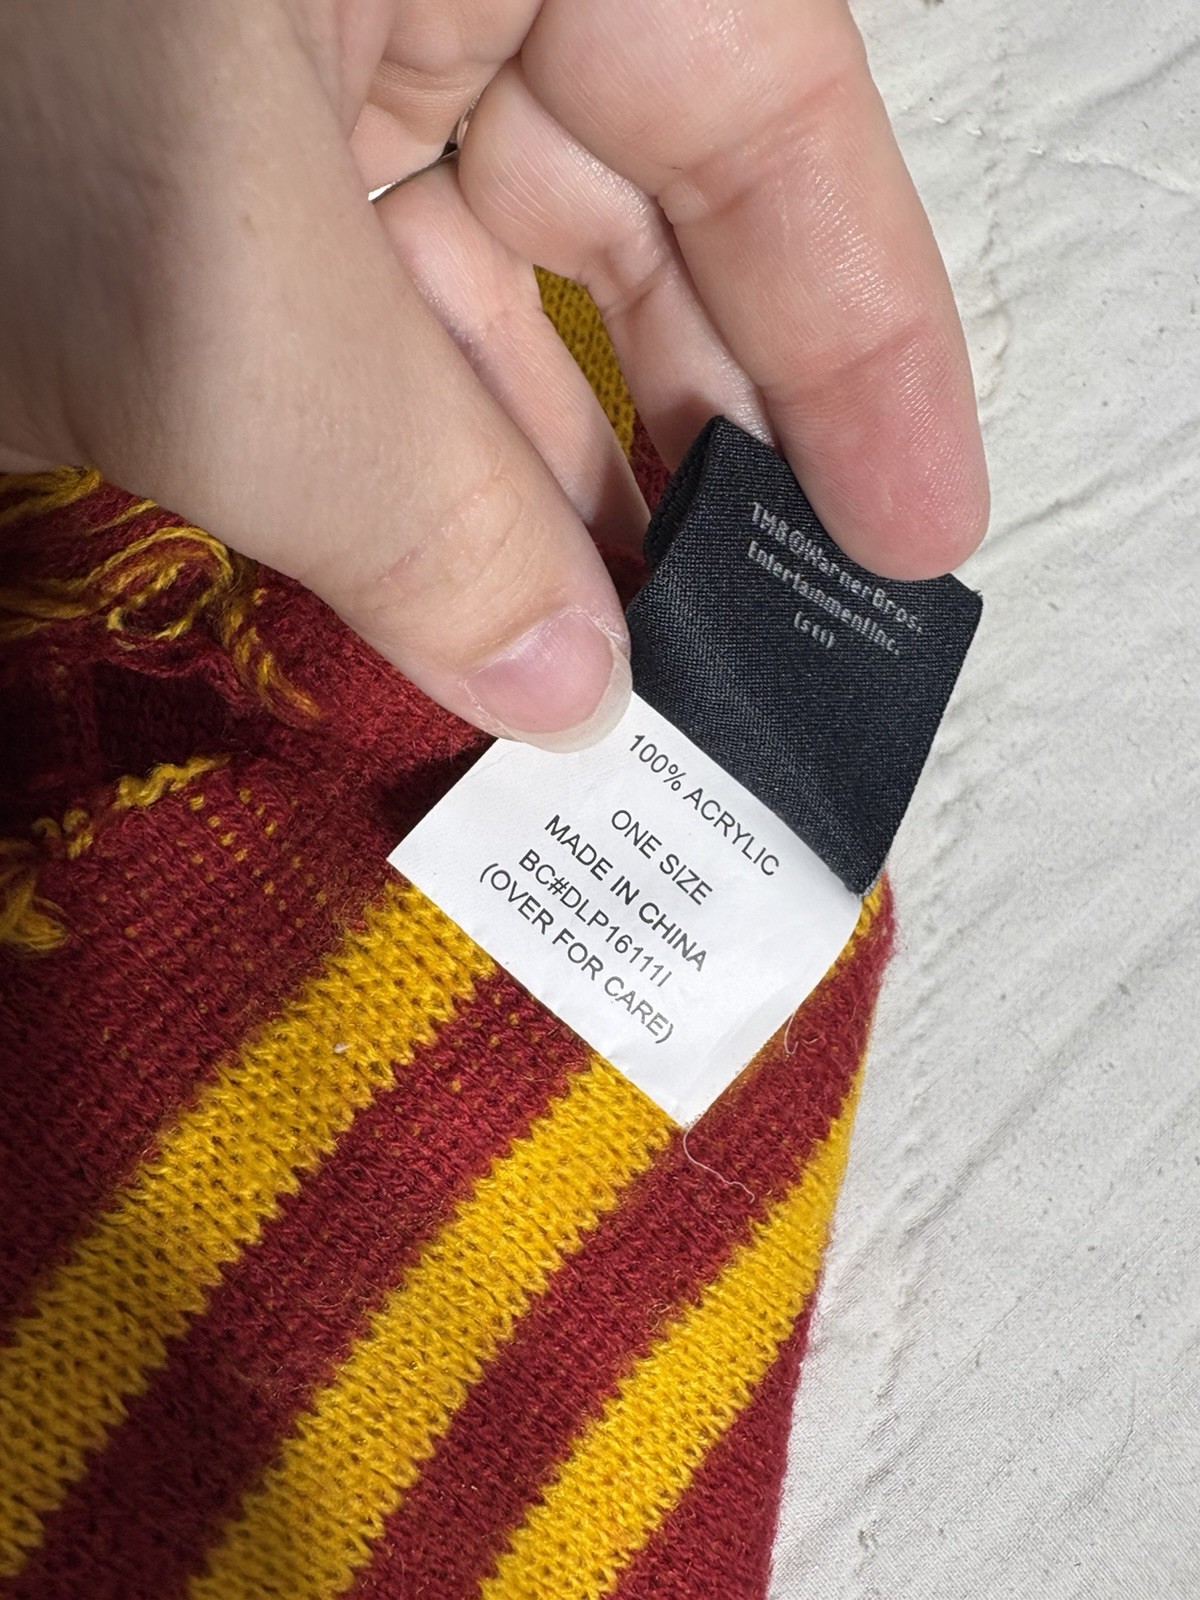 TM&©WarnerBros.
EntertainmentInc.
(s11)
100% ACRYLIC
ONE SIZE
MADE IN CHINA
BC#DLP16111I
(OVER FOR CARE)